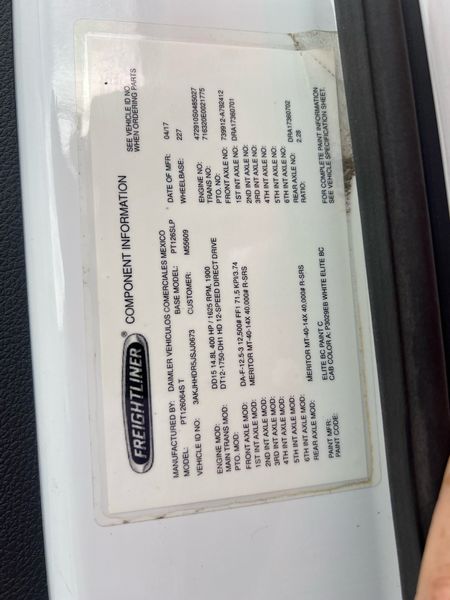 FREIGHTLINER®
COMPONENT INFORMATION
SEE VEHICLE ID NO.
WHEN ORDERING PARTS
MANUFACTURED BY: DAIMLER VEHICULOS COMERCIALES MEXICO
DATE OF MFR: 04/17
MODEL: PT126064S T BASE MODEL: PT126SLP WHEELBASE: 227
VEHICLE ID NO: 3AKJHHDR5JSJJ0673 CUSTOMER: M55609
ENGINE MOD: DD15 14.8L 400 HP / 1625 RPM, 1900 ENGINE NO: 472910S0485027
MAIN TRANS MOD: DT12-1750-DH1 HD 12-SPEED DIRECT DRIVE TRANS NO: 716320E0021775
PTO. MOD: PTO. NO:
FRONT AXLE MOD: DA-F-12.5-3 12,500# FF1 71.5 KPI/3.74 FRONT AXLE NO: 739912-A792412
1ST INT AXLE MOD: MERITOR MT-40-14X 40,000# R-SRS 1ST INT AXLE NO: DRA17360701
2ND INT AXLE MOD: 2ND INT AXLE NO:
3RD INT AXLE MOD: 3RD INT AXLE NO:
4TH INT AXLE MOD: 4TH INT AXLE NO:
5TH INT AXLE MOD: 5TH INT AXLE NO:
6TH INT AXLE MOD: 6TH INT AXLE NO:
REAR AXLE MOD: MERITOR MT-40-14X 40,000# R-SRS REAR AXLE NO: DRA17360702
RATIO: 2.28
PAINT MFR: ELITE BC PAINT C
PAINT CODE: CAB COLOR A: P3029EB WHITE ELITE BC
FOR COMPLETE PART INFORMATION
SEE VEHICLE SPECIFICATION SHEET.